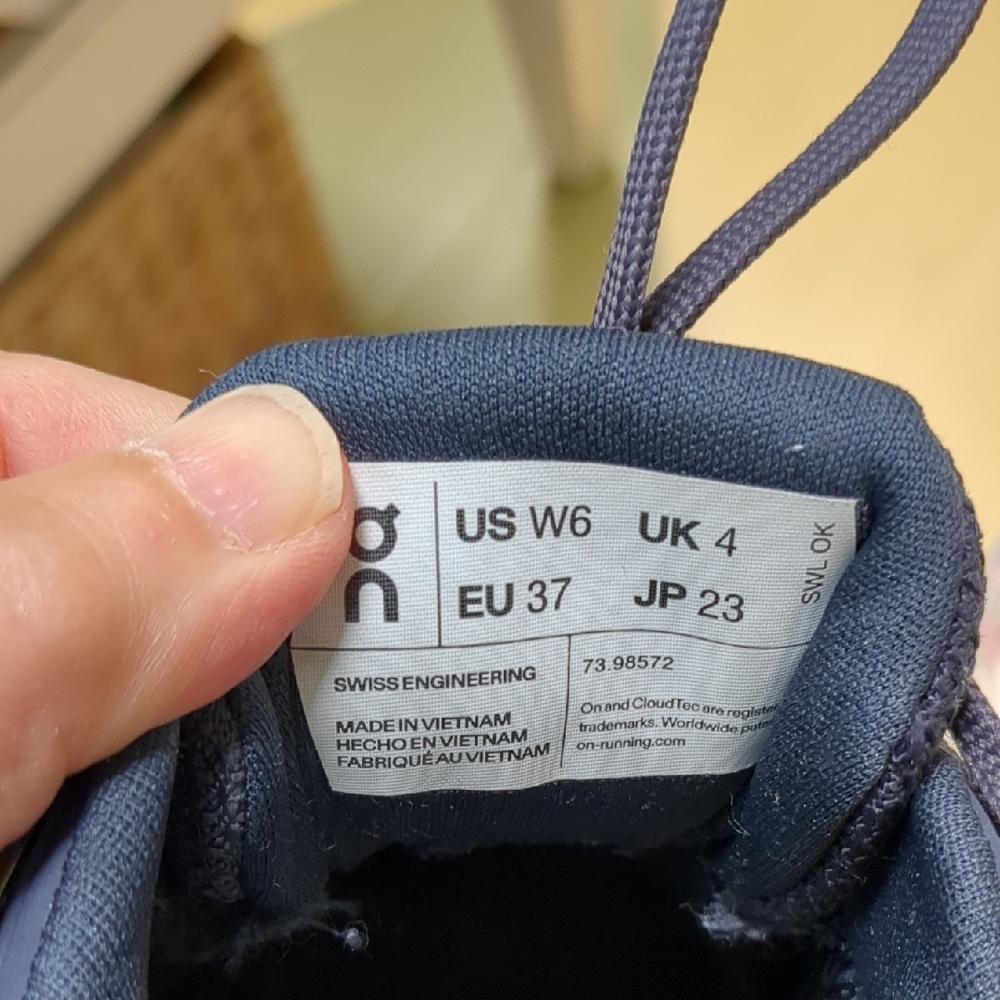 on
US W6 UK 4
EU 37 JP 23
SWL OK
SWISS ENGINEERING
MADE IN VIETNAM
HECHO EN VIETNAM
FABRIQUÉ AU VIETNAM
73.98572
On and CloudTec are
trademarks. Worldwide
on-running.com